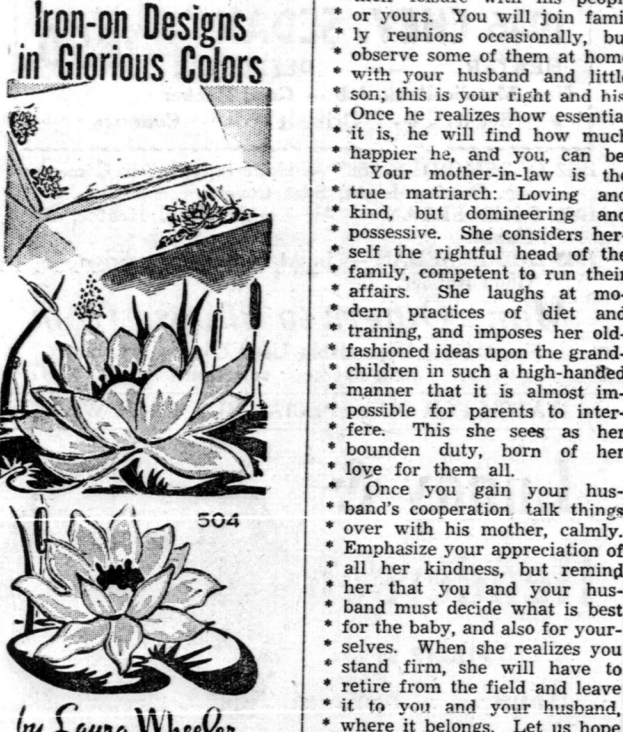 Iron-on Designs
in Glorious Colors
504
by Laura Wheeler
* or yours. You will join fami
* ly reunions occasionally, bu
* observe some of them at hom
* with your husband and littl
* son; this is your right and his
* Once he realizes how essentia
* it is, he will find how much
* happier he, and you, can be
* Your mother-in-law is the
* true matriarch: Loving and
* kind, but domineering and
* possessive. She considers her-
* self the rightful head of the
* family, competent to run their
* affairs. She laughs at mo-
* dern practices of diet and
* training, and imposes her old-
* fashioned ideas upon the grand-
* children in such a high-handed
* manner that it is almost im-
* possible for parents to inter-
* fere. This she sees as her
* bounden duty, born of her
* love for them all.
* Once you gain your hus-
* band's cooperation talk things
* over with his mother, calmly.
* Emphasize your appreciation of
* all her kindness, but remind
* her that you and your hus-
* band must decide what is best
* for the baby, and also for your-
* selves. When she realizes you
* stand firm, she will have to
* retire from the field and leave
* it to you and your husband,
* where it belongs. Let us hope